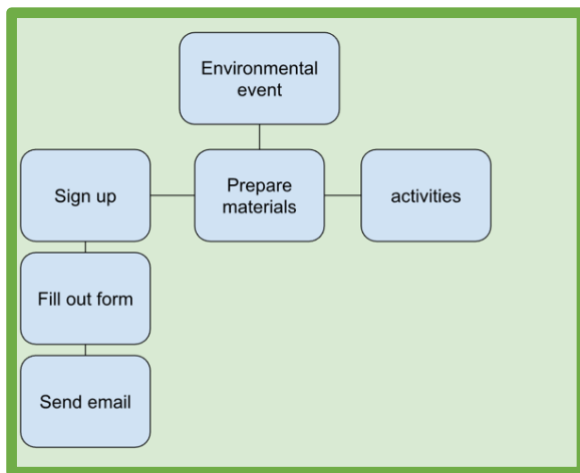 Environmental
event
Sign up
Prepare
materials
activities
Fill out form
Send email